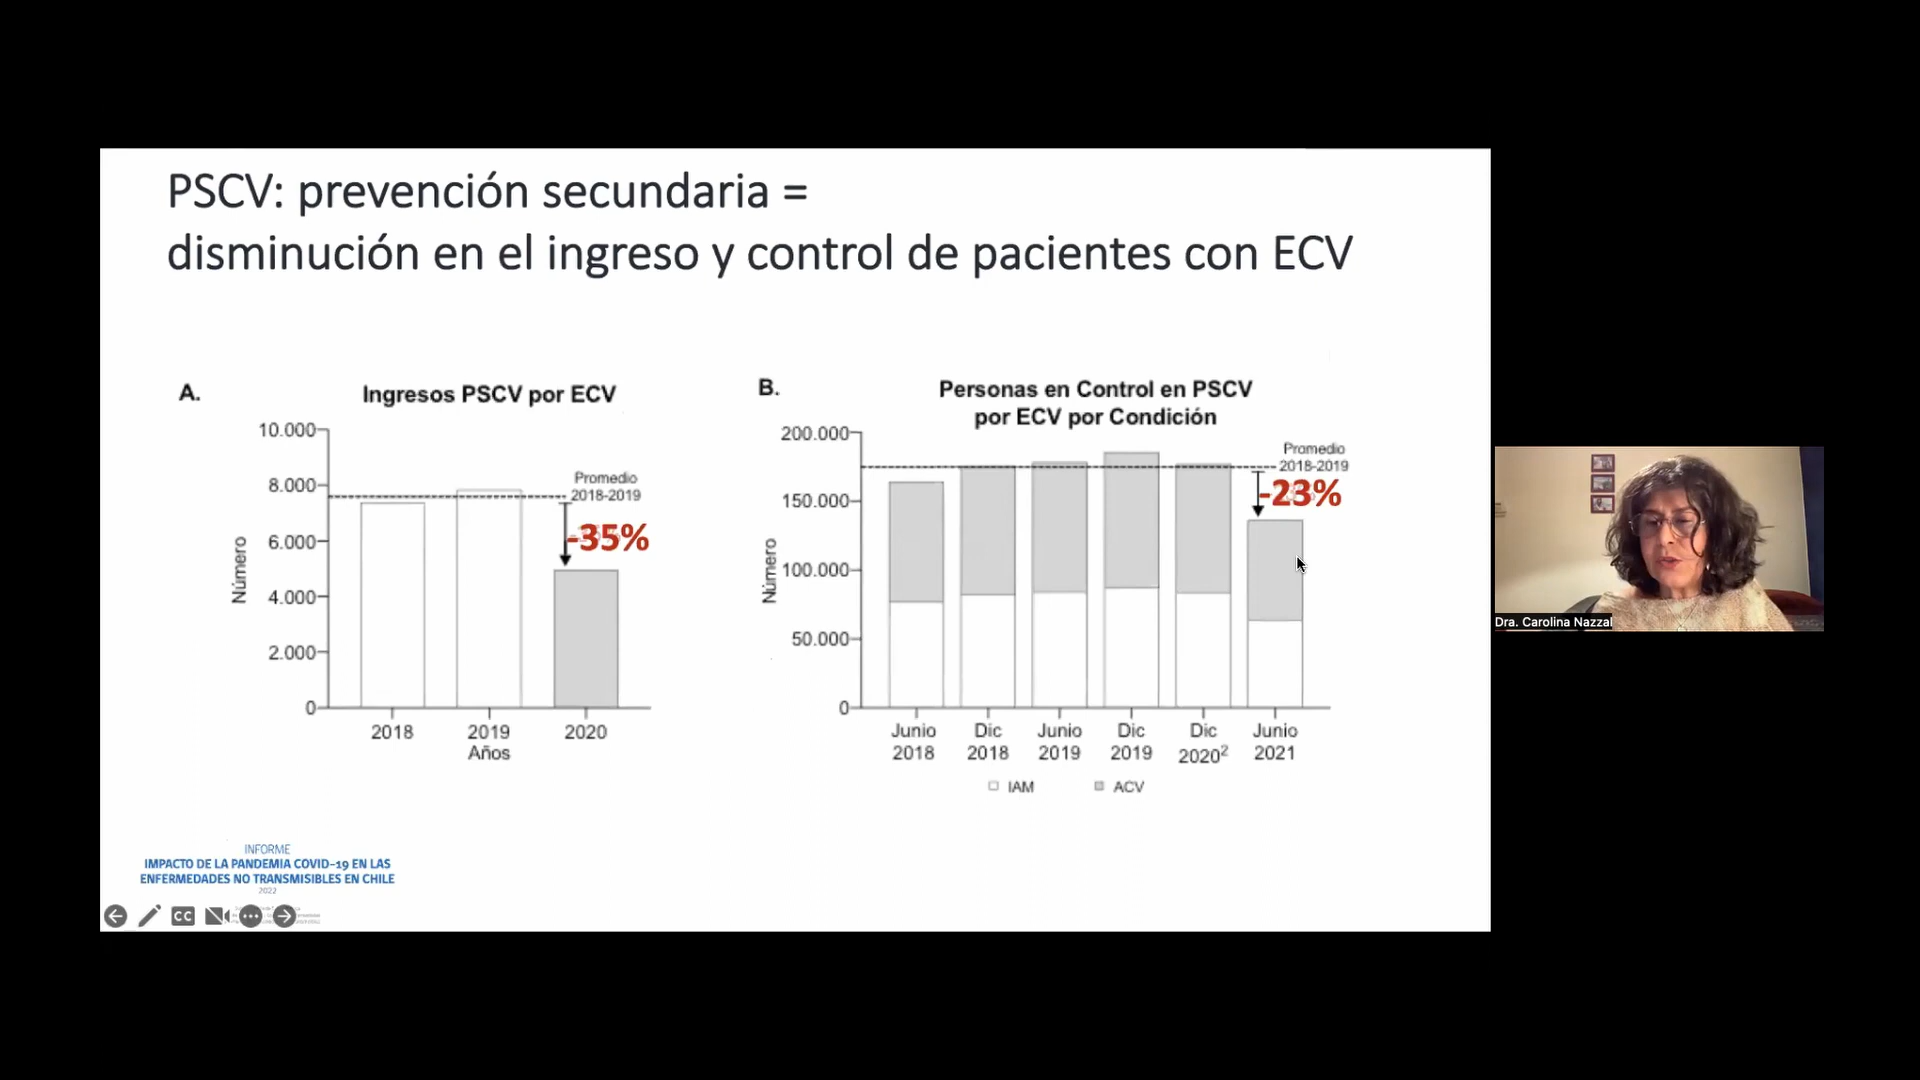 PSCV: prevención secundaria =
disminución en el ingreso y control de pacientes con ECV
A.
Ingresos PSCV por ECV
10.000
8.000
6.000
4.000
2.000
0
Número
Promedio
2018-2019
-35%
2018
2019
2020
Años
B.
Personas en Control en PSCV
por ECV por Condición
200.000
150.000
100.000
50.000
0
Número
Promedio
2018-2019
-23%
Junio
2018
Dic
2018
Junio
2019
Dic
2019
Dic
2020²
Junio
2021
IAM
ACV
INFORME
IMPACTO DE LA PANDEMIA COVID-19 EN LAS
ENFERMEDADES NO TRANSMISIBLES EN CHILE
2022
CC
Dra. Carolina Nazzal